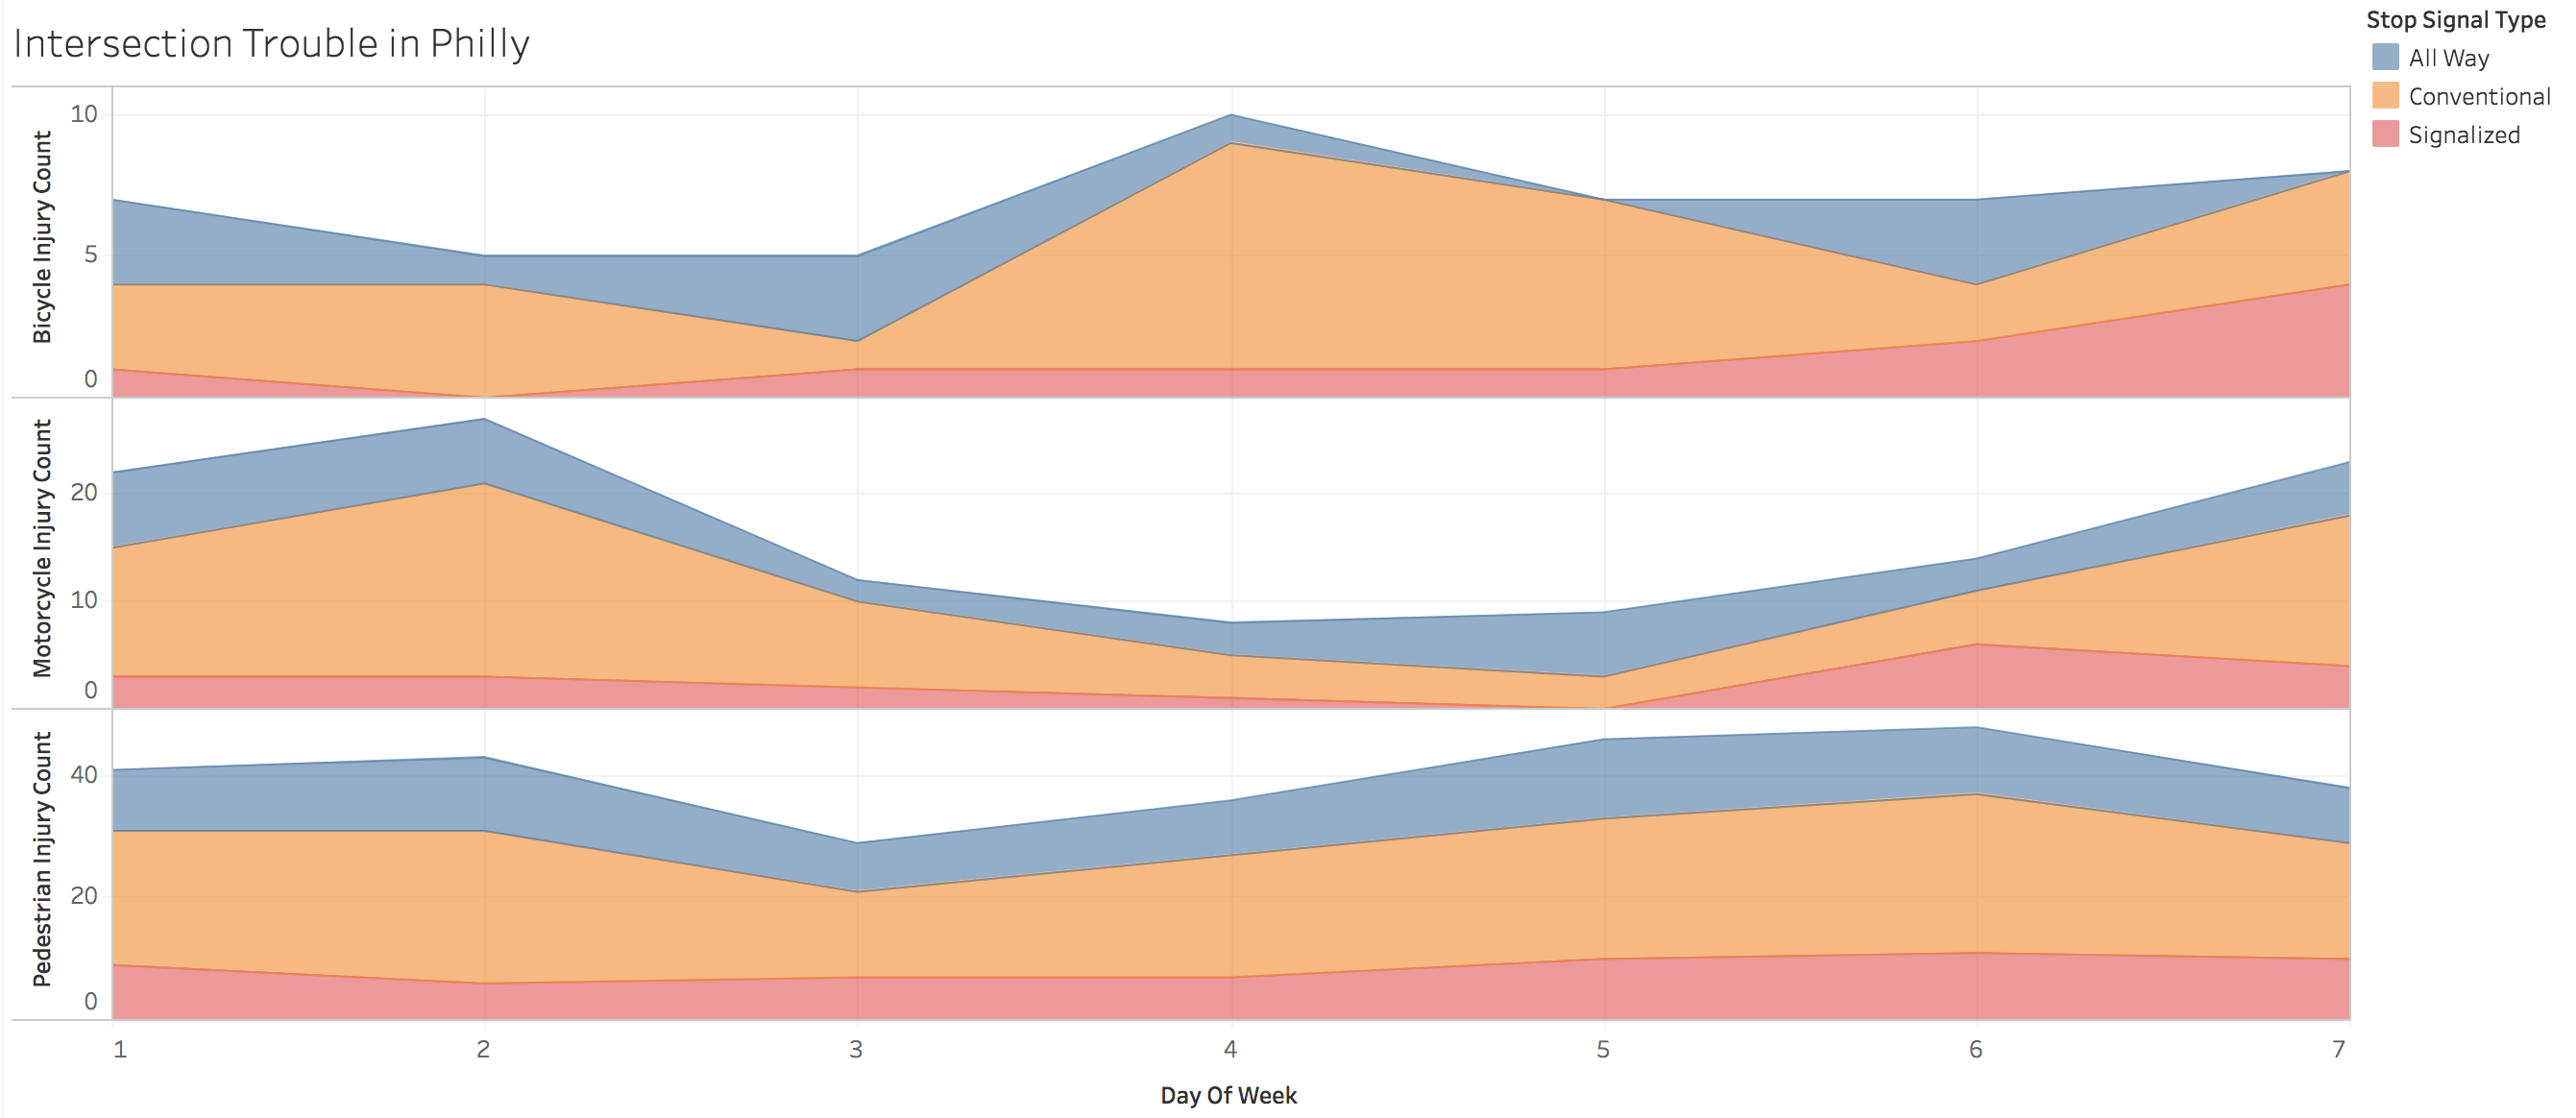 Intersection Trouble in Philly
Stop Signal Type
All Way
Conventional
Signalized
Bicycle Injury Count
10
5
0
Motorcycle Injury Count
20
10
0
Pedestrian Injury Count
40
20
0
1 2 3 4 5 6 7
Day Of Week